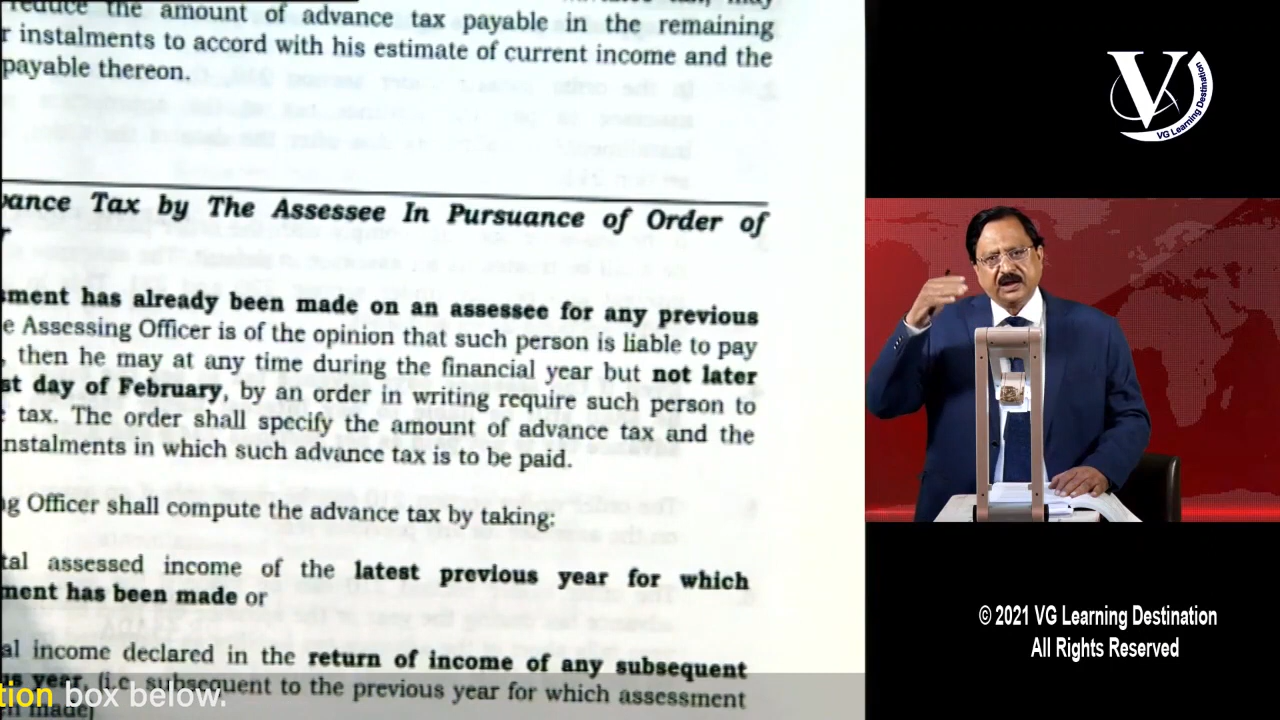 reduce the amount of advance tax payable in the remaining
r instalments to accord with his estimate of current income and the
payable thereon.
vance Tax by The Assessee In Pursuance of Order of
r
sment has already been made on an assessee for any previous
e Assessing Officer is of the opinion that such person is liable to pay
, then he may at any time during the financial year but not later
st day of February, by an order in writing require such person to
e tax. The order shall specify the amount of advance tax and the
nstalments in which such advance tax is to be paid.
ng Officer shall compute the advance tax by taking:
tal assessed income of the latest previous year for which
ment has been made or
al income declared in the return of income of any subsequent
us year, (i.e. subsequent to the previous year for which assessment
n made]
tion box below.
V
VG Learning Destination
© 2021 VG Learning Destination
All Rights Reserved